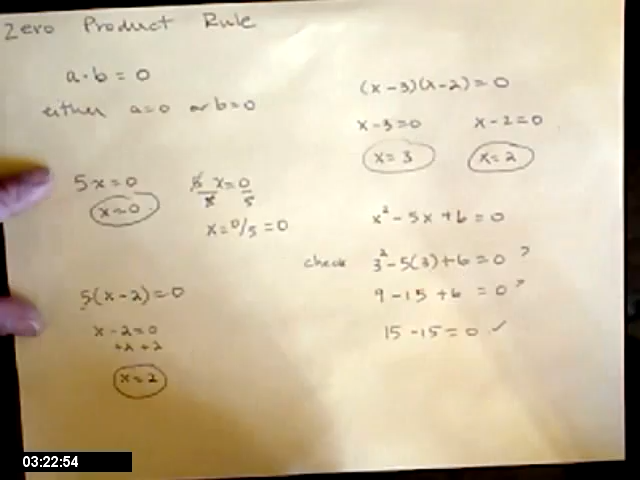 Zero Product Rule
a·b = 0
either a=0 or b=0
5x=0
x=0
5x=0
5 5
x=0/5 =0
5(x-2)=0
x-2=0
+2 +2
x=2
(x-3)(x-2)=0
x-3=0 x-2=0
x=3 x=2
x²-5x+6=0
check 3²-5(3)+6=0 ?
9-15+6 =0?
15-15=0 ✓
03:22:54